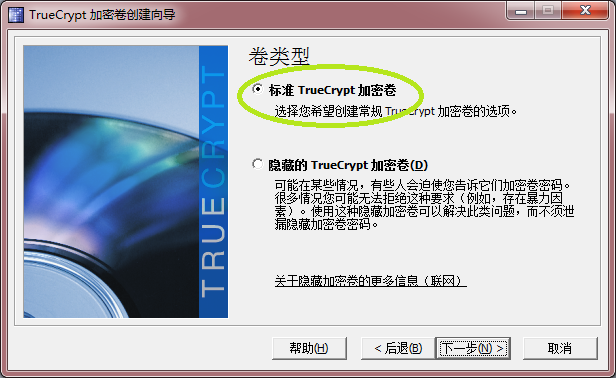 TrueCrypt 加密卷创建向导
卷类型
标准 TrueCrypt 加密卷
选择您希望创建常规 TrueCrypt 加密卷的选项。
隐藏的 TrueCrypt 加密卷(D)
可能在某些情况，有些人会迫使您告诉它们加密卷密码。
很多情况您可能无法拒绝这种要求（例如，存在暴力因
素）。使用这种隐藏加密卷可以解决此类问题，而不须泄
漏隐藏加密卷密码。
关于隐藏加密卷的更多信息（联网）
TRUECRYPT
帮助(H)
< 后退(B)
下一步(N) >
取消